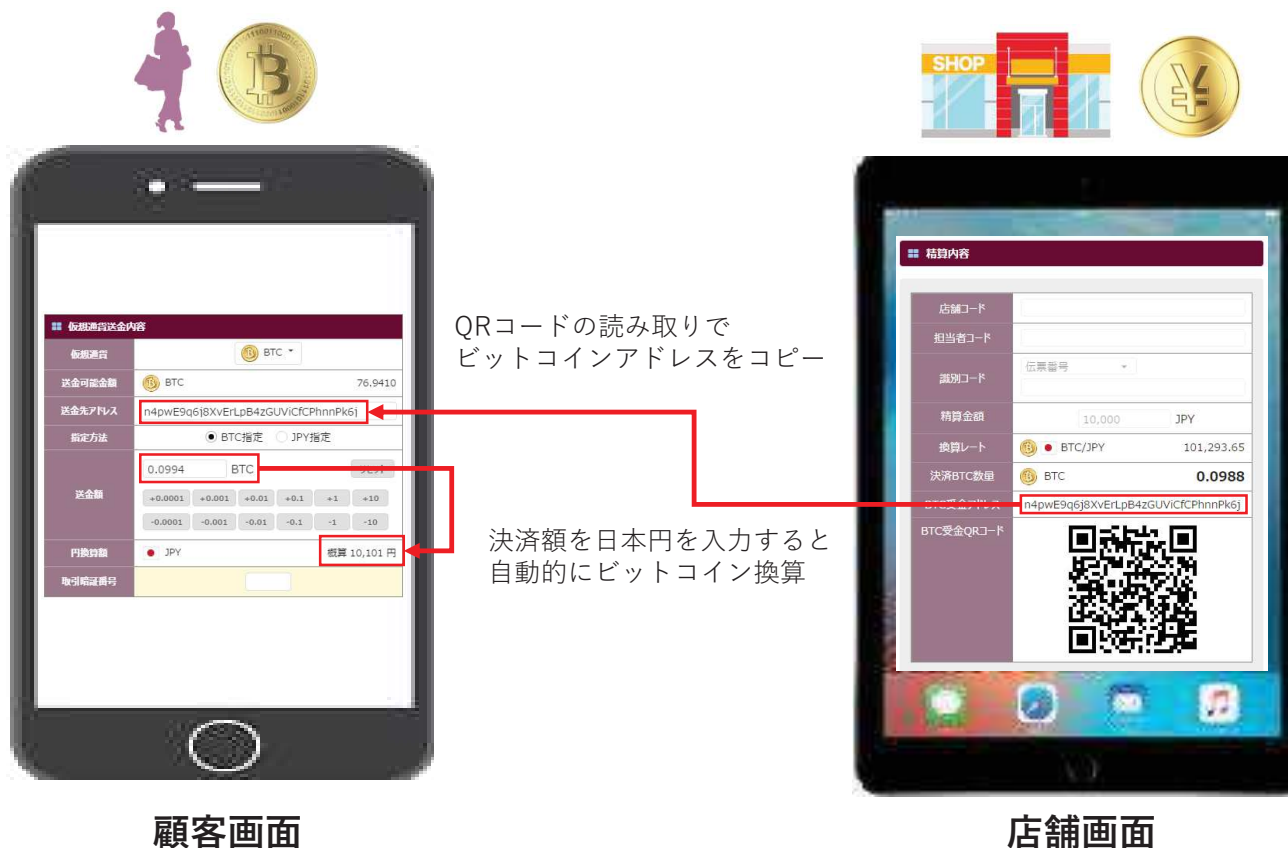 SHOP
仮想通貨送金内容
仮想通貨 BTC
送金可能金額 BTC 76.9410
送金先アドレス n4pwE9q6j8XvErLpB4zGUViCfCPhnnPk6j
指定方法 BTC指定 JPY指定
0.0994 BTC
送金額
+0.0001 +0.001 +0.01 +0.1 +1 +10
-0.0001 -0.001 -0.01 -0.1 -1 -10
円換算額 JPY 概算 10,101 円
取引暗証番号
QRコードの読み取りで
ビットコインアドレスをコピー
決済額を日本円を入力すると
自動的にビットコイン換算
精算内容
店舗コード
担当者コード
識別コード 伝票番号
精算金額 10,000 JPY
換算レート BTC/JPY 101,293.65
決済BTC数量 BTC 0.0988
BTC受金アドレス n4pwE9q6j8XvErLpB4zGUViCfCPhnnPk6j
BTC受金QRコード
顧客画面
店舗画面